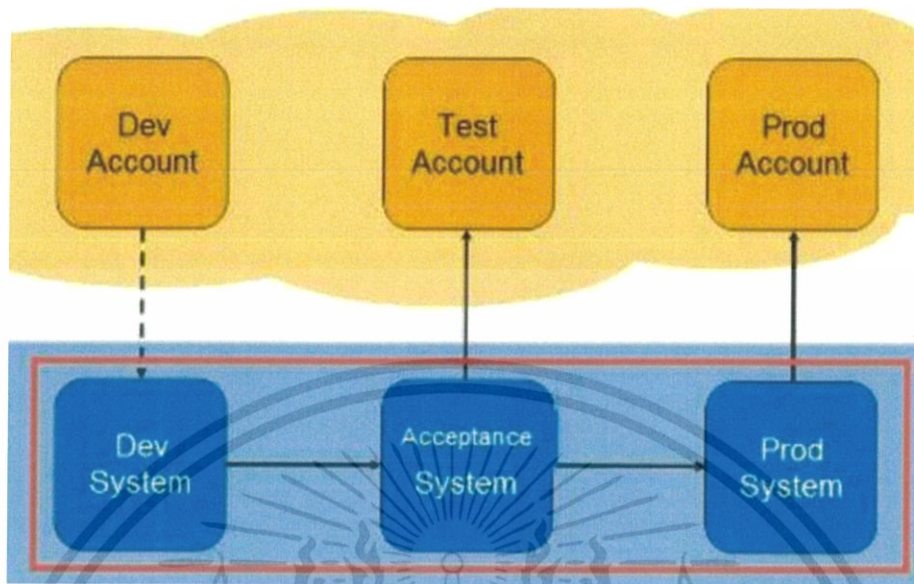 Dev
Account
Test
Account
Prod
Account
Dev
System
Acceptance
System
Prod
System